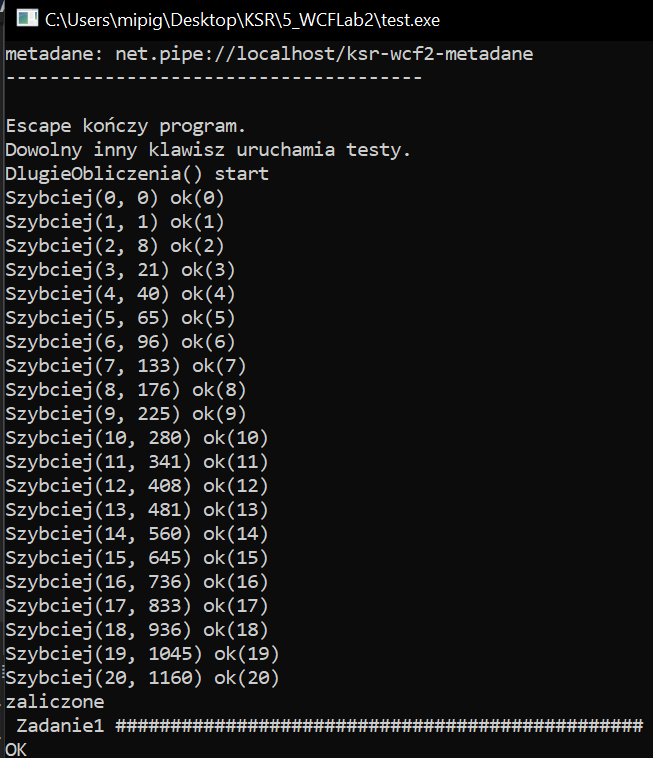 C:\Users\mipig\Desktop\KSR\5_WCFLab2\test.exe
metadane: net.pipe://localhost/ksr-wcf2-metadane
--------------------------------------
Escape kończy program.
Dowolny inny klawisz uruchamia testy.
DlugieObliczenia() start
Szybciej(0, 0) ok(0)
Szybciej(1, 1) ok(1)
Szybciej(2, 8) ok(2)
Szybciej(3, 21) ok(3)
Szybciej(4, 40) ok(4)
Szybciej(5, 65) ok(5)
Szybciej(6, 96) ok(6)
Szybciej(7, 133) ok(7)
Szybciej(8, 176) ok(8)
Szybciej(9, 225) ok(9)
Szybciej(10, 280) ok(10)
Szybciej(11, 341) ok(11)
Szybciej(12, 408) ok(12)
Szybciej(13, 481) ok(13)
Szybciej(14, 560) ok(14)
Szybciej(15, 645) ok(15)
Szybciej(16, 736) ok(16)
Szybciej(17, 833) ok(17)
Szybciej(18, 936) ok(18)
Szybciej(19, 1045) ok(19)
Szybciej(20, 1160) ok(20)
zaliczone
Zadanie1 ################################################
OK